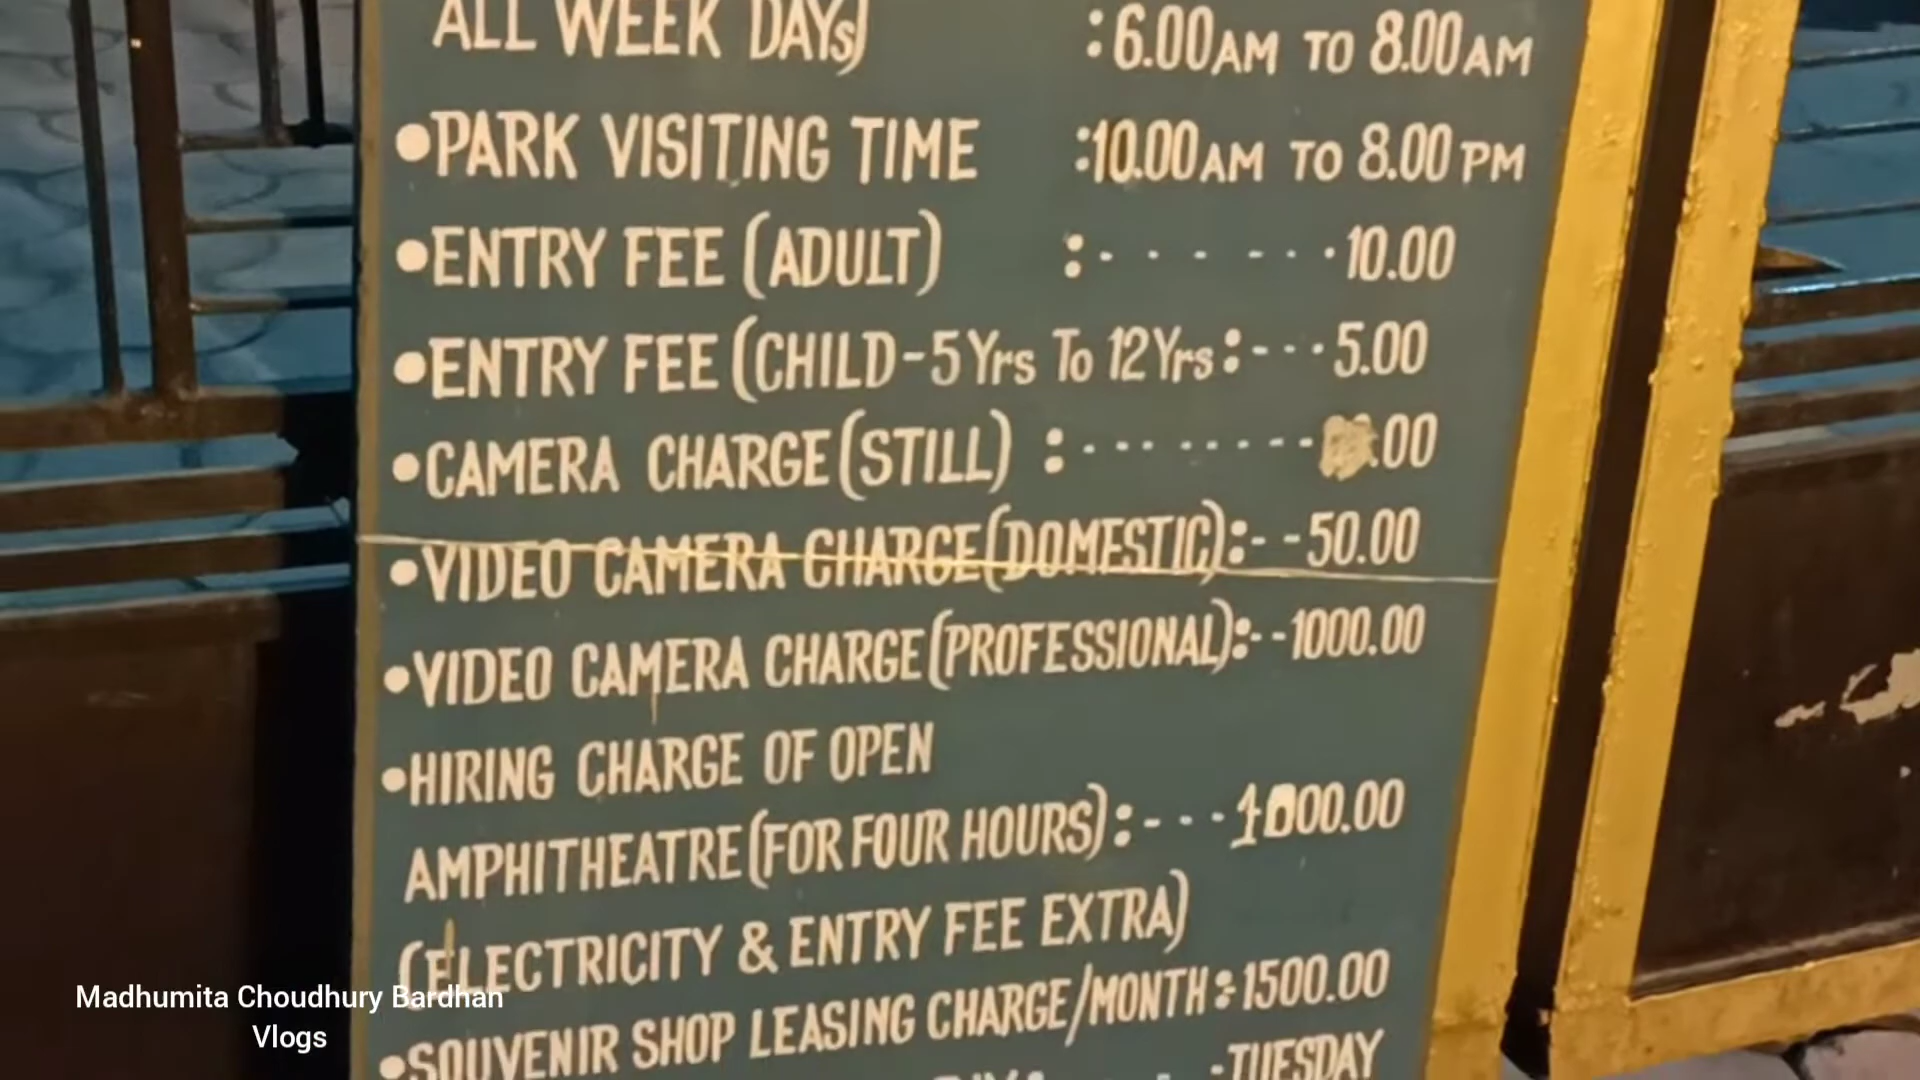 ALL WEEK DAYs) : 6.00AM TO 8.00AM
•PARK VISITING TIME :10.00AM TO 8.00 PM
•ENTRY FEE (ADULT) :- - - - - - ·10.00
•ENTRY FEE (CHILD-5Yrs To 12Yrs:---5.00
•CAMERA CHARGE(STILL) :--------- .00
•VIDEO CAMERA CHARGE(DOMESTIC):--50.00
•VIDEO CAMERA CHARGE(PROFESSIONAL):--1000.00
•HIRING CHARGE OF OPEN
AMPHITHEATRE(FOR FOUR HOURS):---1000.00
(ELECTRICITY & ENTRY FEE EXTRA)
•SOUVENIR SHOP LEASING CHARGE/MONTH:1500.00
-TUESDAY
Madhumita Choudhury Bardhan
Vlogs